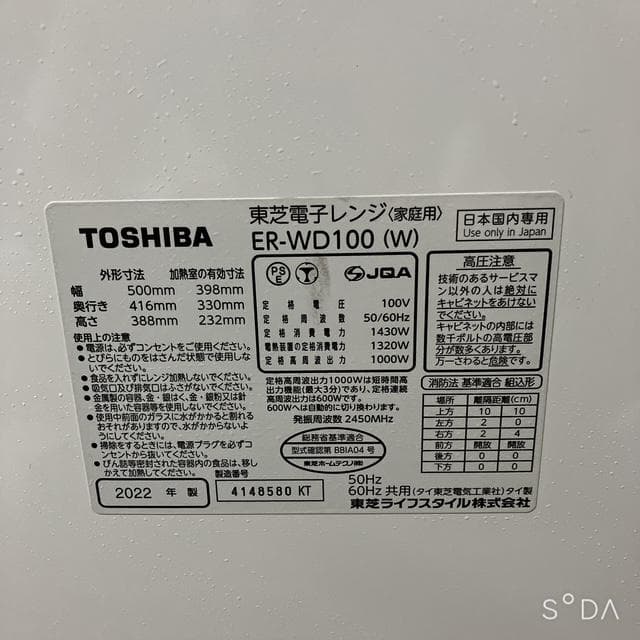 東芝電子レンジ〈家庭用〉
TOSHIBA ER-WD100 (W)
日本国内専用
Use only in Japan
外形寸法 加熱室の有効寸法
幅 500mm 398mm
奥行き 416mm 330mm
高さ 388mm 232mm
使用上の注意
● 電源は、必ずコンセントをご使用ください。
● とびらにものをはさんだ状態で使用しな
いでください。
● 食品を入れずにレンジ加熱しないでください。
● 吸気口及び排気口はふさがないでください。
● 金属製の容器、金・銀はく、金・銀粉又は針
金を用いた容器等を使用しないでください。
● 使用中前面のガラスに水がかかると割れる
おそれがありますので、水がかからないよう
にしてください。
● 掃除をするときには、電源プラグを必ずコン
セントから抜いてください。
● びん詰等密封された容器の食品は、移し
かえて加熱して下さい。
2022 年 製
製造番号
4148580 KT
PSE
JQA
定格電圧 100V
定格周波数 50/60Hz
定格消費電力 1430W
電熱装置の定格消費電力 1320W
定格高周波出力 1000W
定格高周波出力1000Wは短時間高
出力機能(最大3分)であり、定格連
続高周波出力は600Wです。
600Wへは自動的に切り換わります。
発振周波数 2450MHz
総務省基準適合
型式確認第 BBIA04 号
東芝ホームテクノ㈱
50Hz
60Hz 共用 (タイ東芝電気工業社) タイ製
東芝ライフスタイル株式会社
高圧注意
技術のあるサービスマ
ン以外の人は絶対に
キャビネットをあけない
でください。
キャビネットの内部には
数千ボルトの高電圧部
分が数多くあります。
万一さわると危険です。
消防法 基準適合 組込形
場所 離隔距離(cm)
上方 10 10
左方 2 0
右方 2 4
前方 開放 開放
後方 0 0
下方 0 0
S°DA